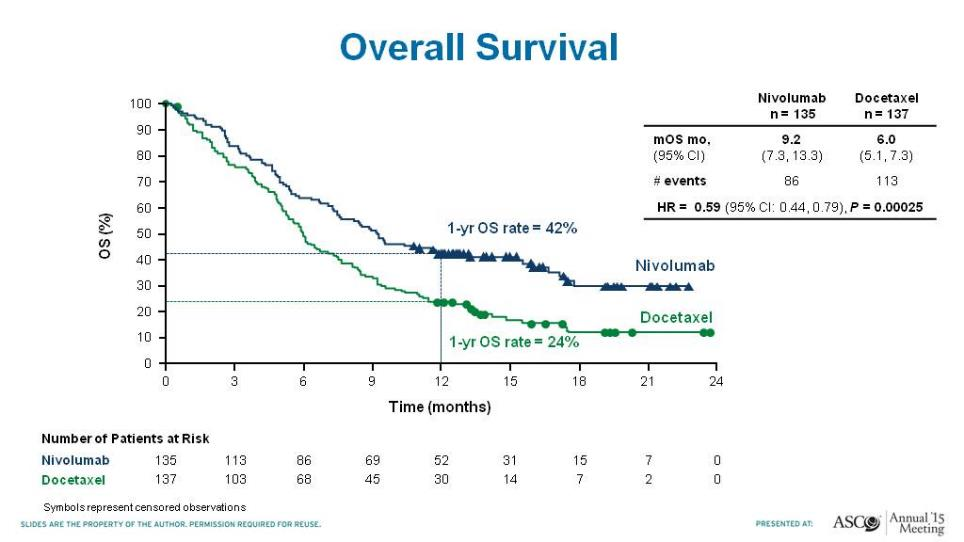 Overall Survival
Nivolumab Docetaxel
n = 135 n = 137
mOS mo, 9.2 6.0
(95% CI) (7.3, 13.3) (5.1, 7.3)
# events 86 113
HR = 0.59 (95% CI: 0.44, 0.79), P = 0.00025
OS (%)
100
90
80
70
60
50
40
30
20
10
0
1-yr OS rate = 42%
Nivolumab
Docetaxel
1-yr OS rate = 24%
0 3 6 9 12 15 18 21 24
Time (months)
Number of Patients at Risk
Nivolumab 135 113 86 69 52 31 15 7 0
Docetaxel 137 103 68 45 30 14 7 2 0
Symbols represent censored observations
SLIDES ARE THE PROPERTY OF THE AUTHOR. PERMISSION REQUIRED FOR REUSE.
PRESENTED AT: ASCO Annual '15
Meeting